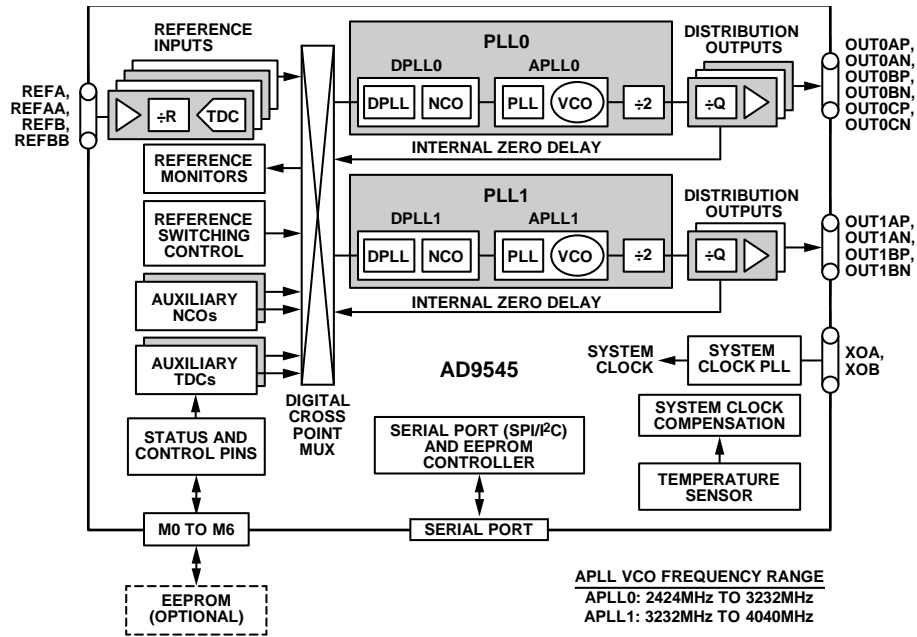 REFERENCE
INPUTS
REFA,
REFAA,
REFB,
REFBB
÷R
TDC
REFERENCE
MONITORS
REFERENCE
SWITCHING
CONTROL
AUXILIARY
NCOs
AUXILIARY
TDCs
STATUS AND
CONTROL PINS
M0 TO M6
EEPROM
(OPTIONAL)
DIGITAL
CROSS
POINT
MUX
PLL0
DPLL0
APLL0
DPLL
NCO
PLL
VCO
÷2
DISTRIBUTION
OUTPUTS
÷Q
OUT0AP,
OUT0AN,
OUT0BP,
OUT0BN,
OUT0CP,
OUT0CN
INTERNAL ZERO DELAY
PLL1
DPLL1
APLL1
DPLL
NCO
PLL
VCO
÷2
DISTRIBUTION
OUTPUTS
÷Q
OUT1AP,
OUT1AN,
OUT1BP,
OUT1BN
INTERNAL ZERO DELAY
AD9545
SYSTEM
CLOCK
SYSTEM
CLOCK PLL
XOA,
XOB
SYSTEM CLOCK
COMPENSATION
TEMPERATURE
SENSOR
SERIAL PORT (SPI/I2C)
AND EEPROM
CONTROLLER
SERIAL PORT
APLL VCO FREQUENCY RANGE
APLL0: 2424MHz TO 3232MHz
APLL1: 3232MHz TO 4040MHz